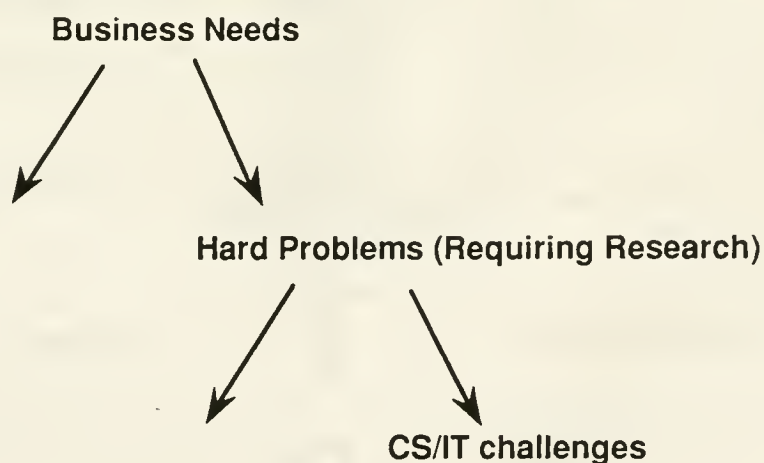 Business Needs
Hard Problems (Requiring Research)
CS/IT challenges